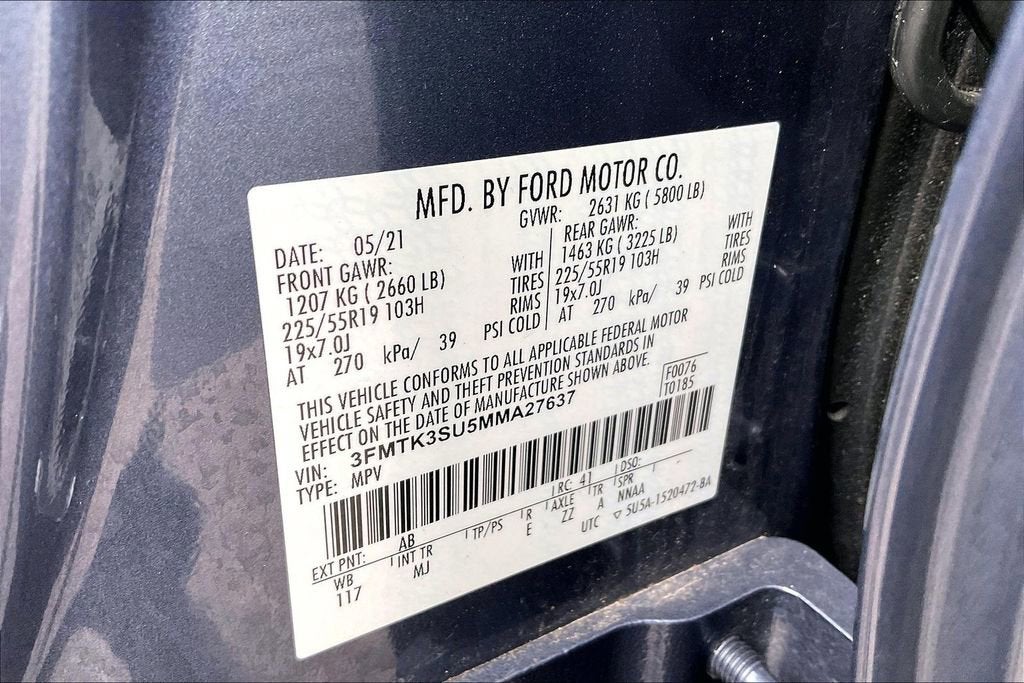 MFD. BY FORD MOTOR CO.
DATE: 05/21 GVWR: 2631 KG ( 5800 LB)
FRONT GAWR: REAR GAWR:
1207 KG ( 2660 LB) WITH 1463 KG ( 3225 LB) WITH
225/55R19 103H TIRES 225/55R19 103H TIRES
19x7.0J RIMS 19x7.0J RIMS
AT 270 kPa/ 39 PSI COLD AT 270 kPa/ 39 PSI COLD
THIS VEHICLE CONFORMS TO ALL APPLICABLE FEDERAL MOTOR
VEHICLE SAFETY AND THEFT PREVENTION STANDARDS IN
EFFECT ON THE DATE OF MANUFACTURE SHOWN ABOVE.
VIN: 3FMTK3SU5MMA27637 F0076
TYPE: MPV T0185
EXT PNT: AB RC: 41 DSO:
WB INT TR TP/PS R AXLE TR SPR
117 MJ E ZZ A NNAA
UTC ▽ 5U5A-1520472-BA